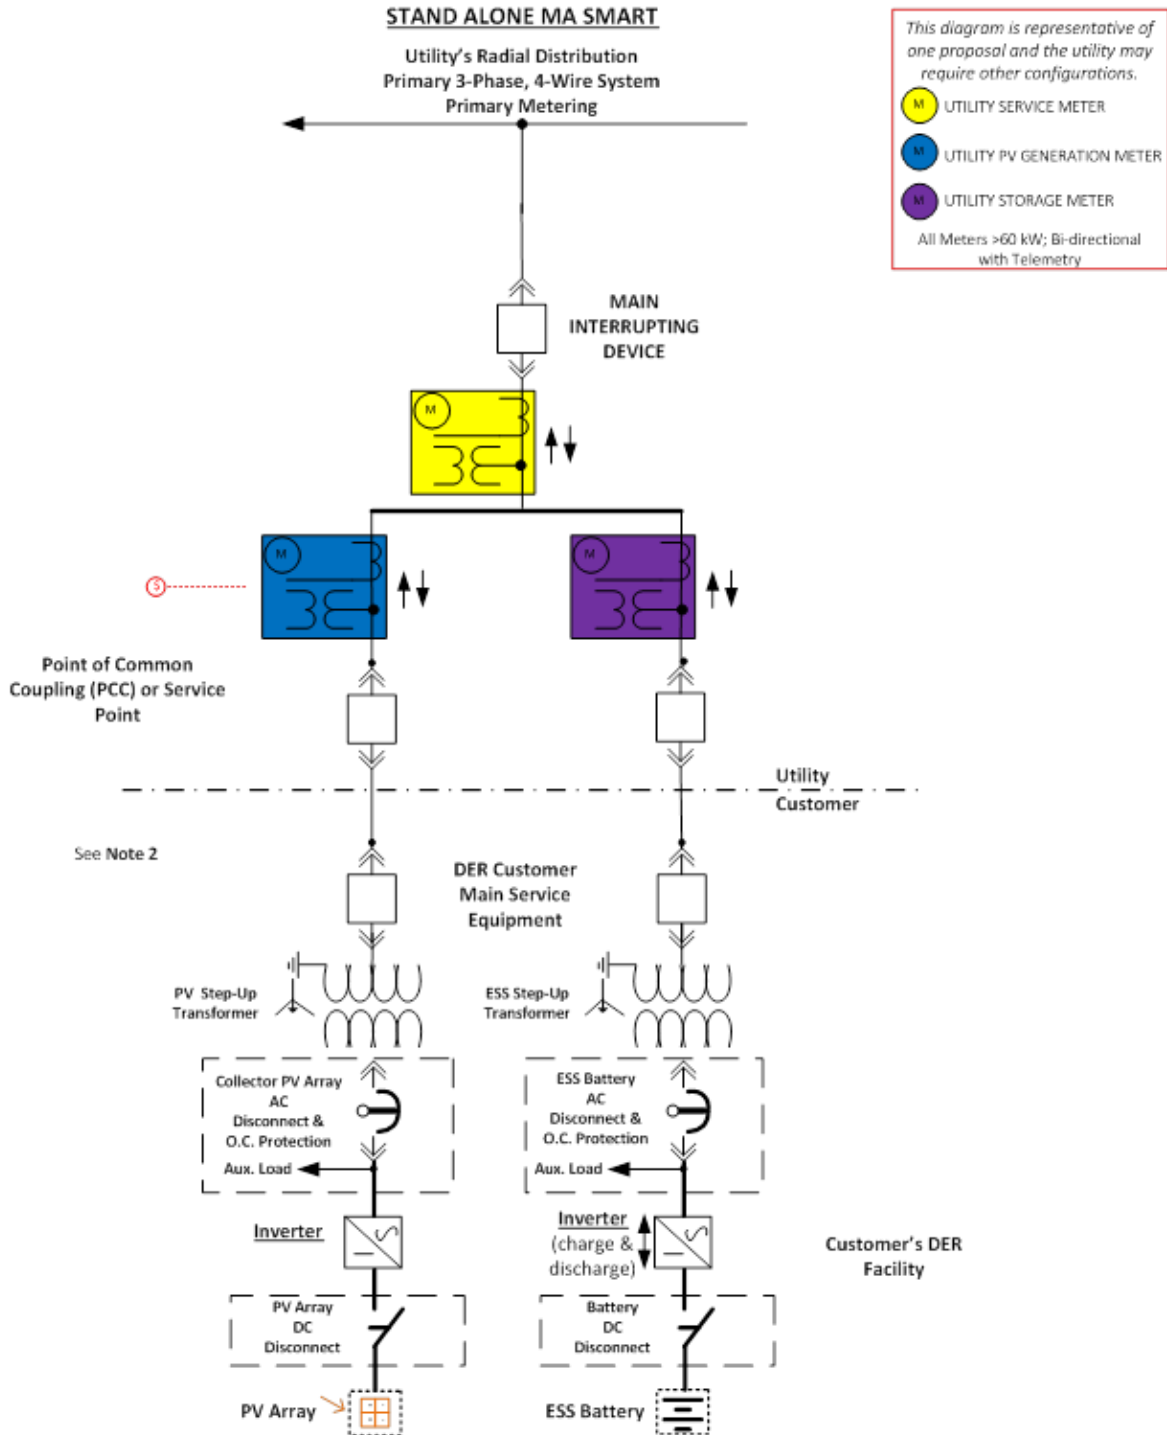 STAND ALONE MA SMART
Utility's Radial Distribution
Primary 3-Phase, 4-Wire System
Primary Metering
This diagram is representative of
one proposal and the utility may
require other configurations.
M UTILITY SERVICE METER
M UTILITY PV GENERATION METER
M UTILITY STORAGE METER
All Meters >60 kW; Bi-directional
with Telemetry
MAIN
INTERRUPTING
DEVICE
M
M
M
$
Point of Common
Coupling (PCC) or Service
Point
Utility
Customer
See Note 2
DER Customer
Main Service
Equipment
PV Step-Up
Transformer
ESS Step-Up
Transformer
Collector PV Array
AC
Disconnect &
O.C. Protection
Aux. Load
ESS Battery
AC
Disconnect &
O.C. Protection
Aux. Load
Inverter
Inverter
(charge &
discharge)
Customer's DER
Facility
PV Array
DC
Disconnect
Battery
DC
Disconnect
PV Array
ESS Battery